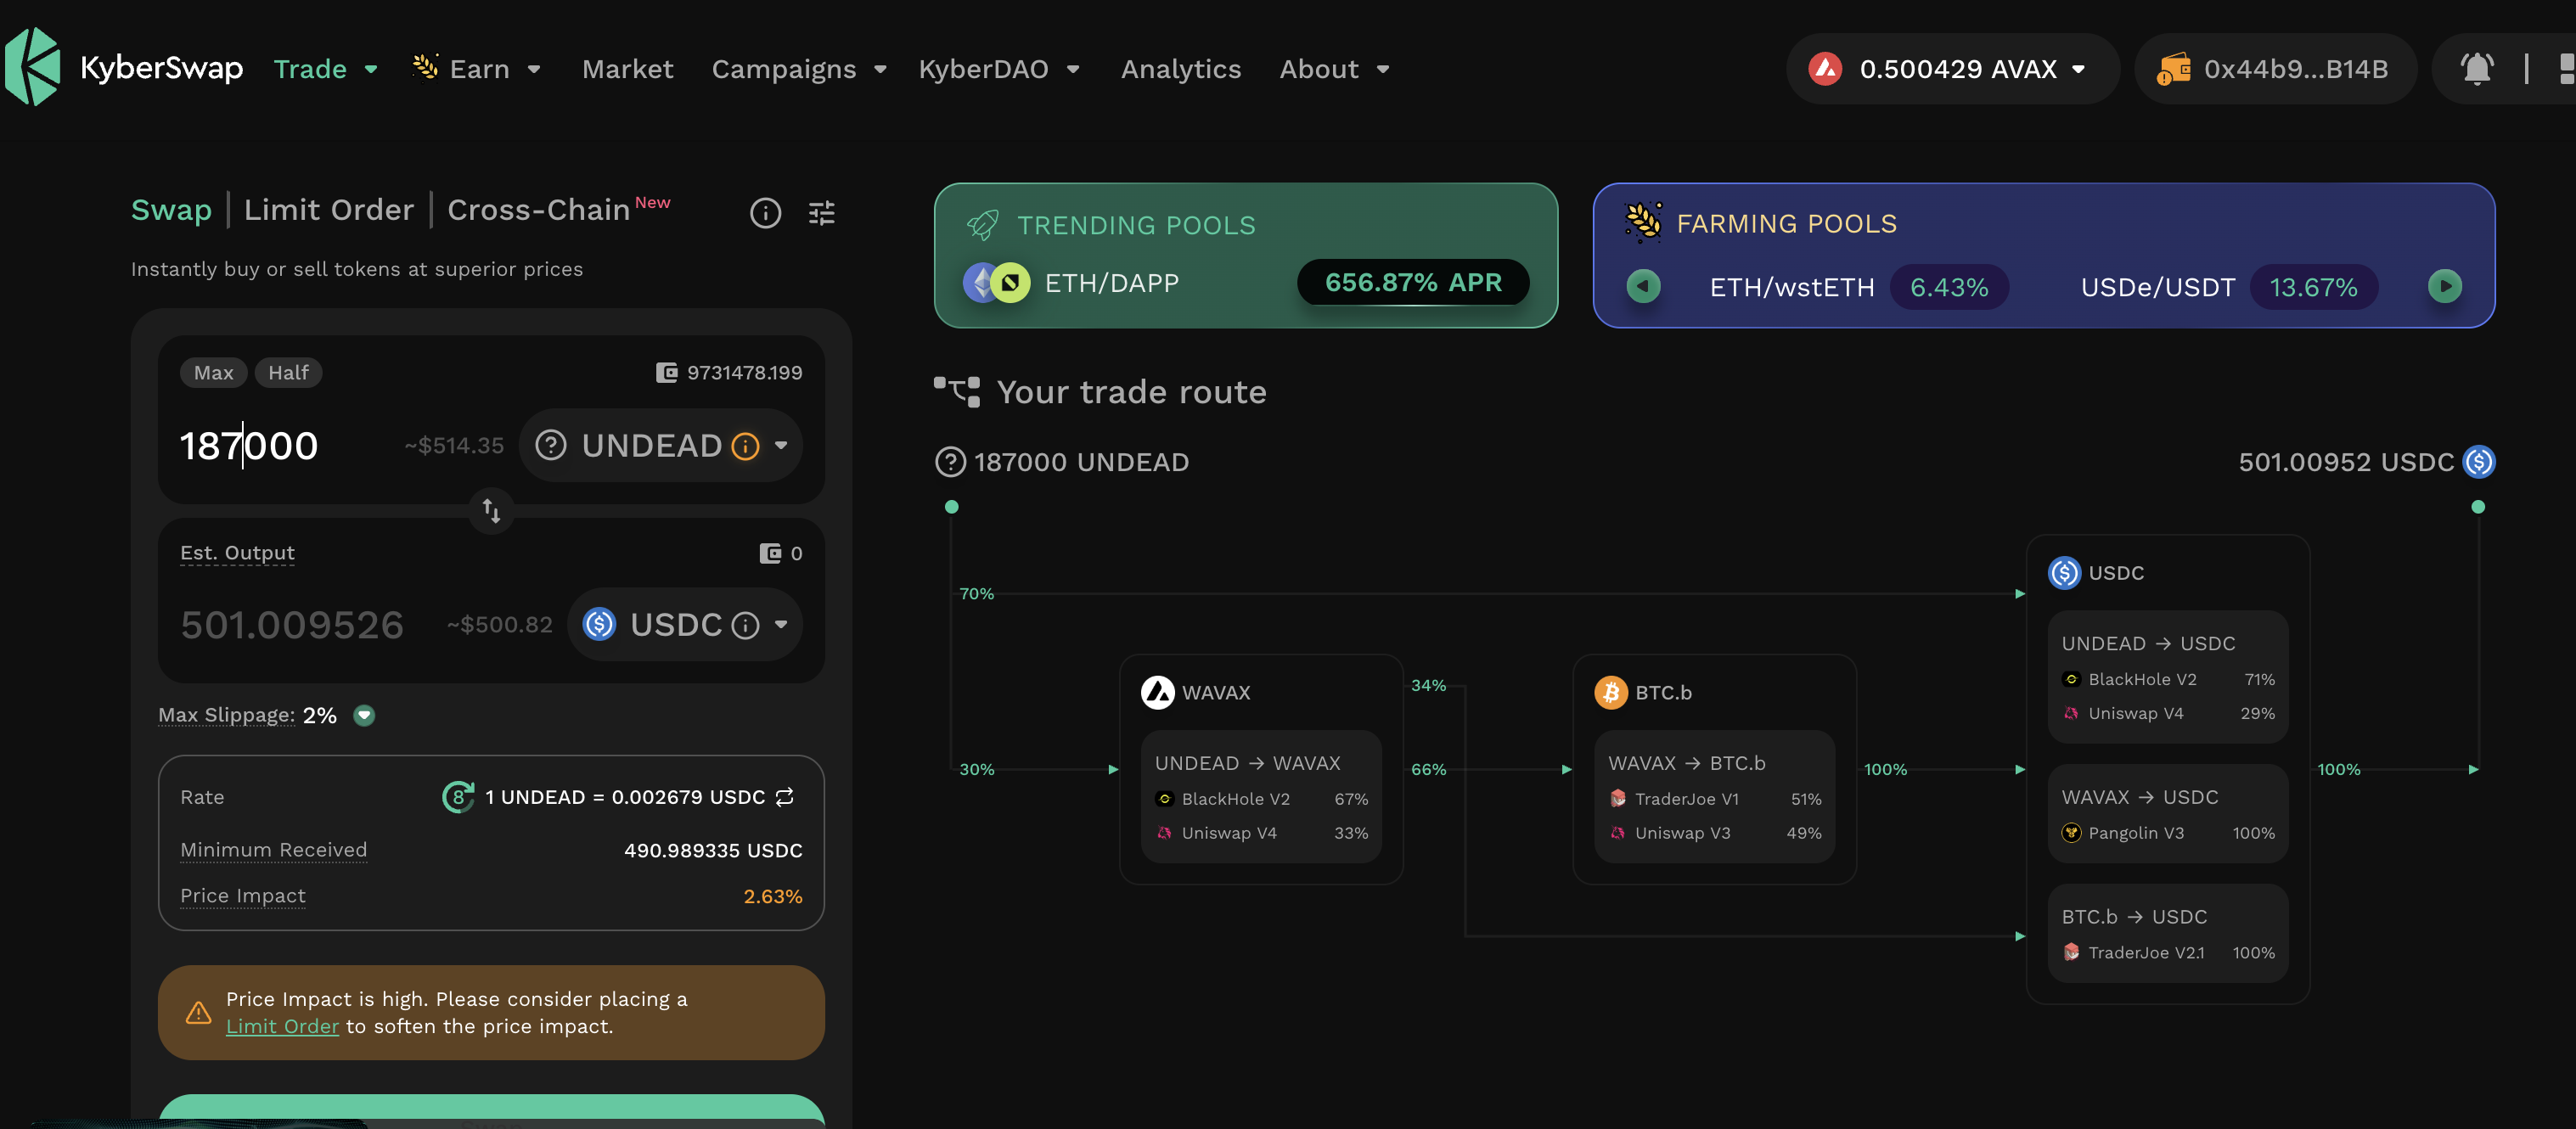 KyberSwap Trade Earn Market Campaigns KyberDAO Analytics About 0.500429 AVAX 0x44b9...B14B
Swap | Limit Order | Cross-Chain New
Instantly buy or sell tokens at superior prices
Max Half 9731478.199
187000 ~$514.35 UNDEAD
Est. Output 0
501.009526 ~$500.82 USDC
Max Slippage: 2%
Rate 8 1 UNDEAD = 0.002679 USDC
Minimum Received 490.989335 USDC
Price Impact 2.63%
Price Impact is high. Please consider placing a
Limit Order to soften the price impact.
TRENDING POOLS
ETH/DAPP 656.87% APR
FARMING POOLS
ETH/wstETH 6.43% USDe/USDT 13.67%
Your trade route
187000 UNDEAD 501.00952 USDC
70%
30%
WAVAX
UNDEAD → WAVAX
BlackHole V2 67%
Uniswap V4 33%
34%
66%
BTC.b
WAVAX → BTC.b
TraderJoe V1 51%
Uniswap V3 49%
100%
USDC
UNDEAD → USDC
BlackHole V2 71%
Uniswap V4 29%
WAVAX → USDC
Pangolin V3 100%
BTC.b → USDC
TraderJoe V2.1 100%
100%